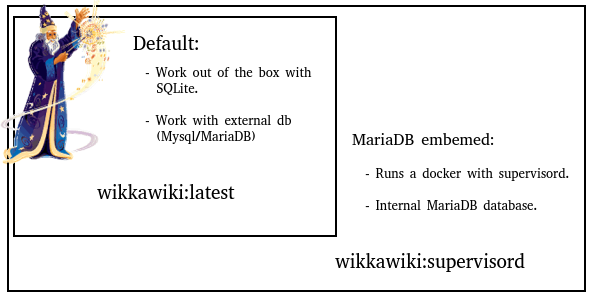 Default:
- Work out of the box with
SQLite.
- Work with external db
(Mysql/MariaDB)
wikkawiki:latest
MariaDB embemed:
- Runs a docker with supervisord.
- Internal MariaDB database.
wikkawiki:supervisord